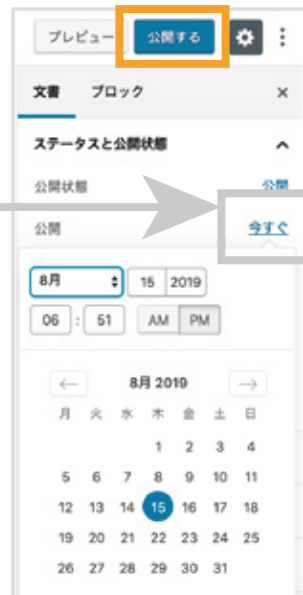 プレビュー 公開する
文書 ブロック ×
ステータスと公開状態
公開状態 公開
公開 今すぐ
8月 15 2019
06 : 51 AM PM
← 8月 2019 →
月 火 水 木 金 土 日
1 2 3 4
5 6 7 8 9 10 11
12 13 14 15 16 17 18
19 20 21 22 23 24 25
26 27 28 29 30 31